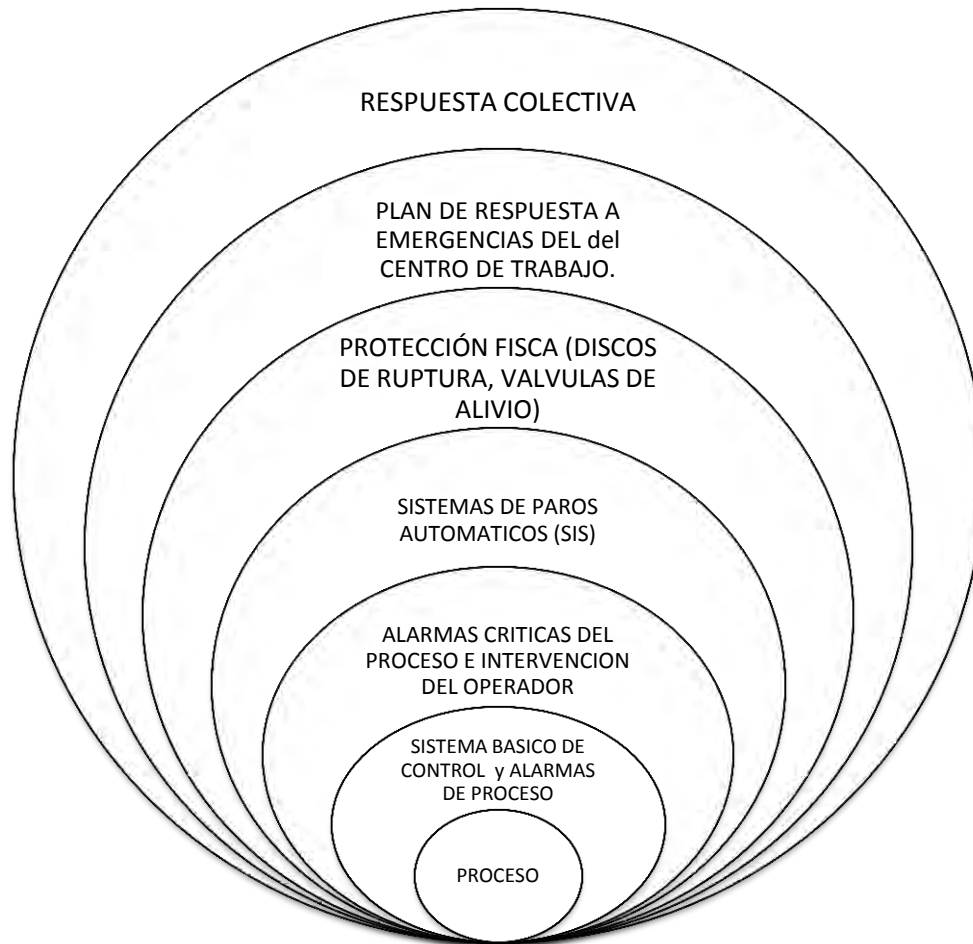 RESPUESTA COLECTIVA
PLAN DE RESPUESTA A
EMERGENCIAS DEL del
CENTRO DE TRABAJO.
PROTECCIÓN FISCA (DISCOS
DE RUPTURA, VALVULAS DE
ALIVIO)
SISTEMAS DE PAROS
AUTOMATICOS (SIS)
ALARMAS CRITICAS DEL
PROCESO E INTERVENCION
DEL OPERADOR
SISTEMA BASICO DE
CONTROL y ALARMAS
DE PROCESO
PROCESO